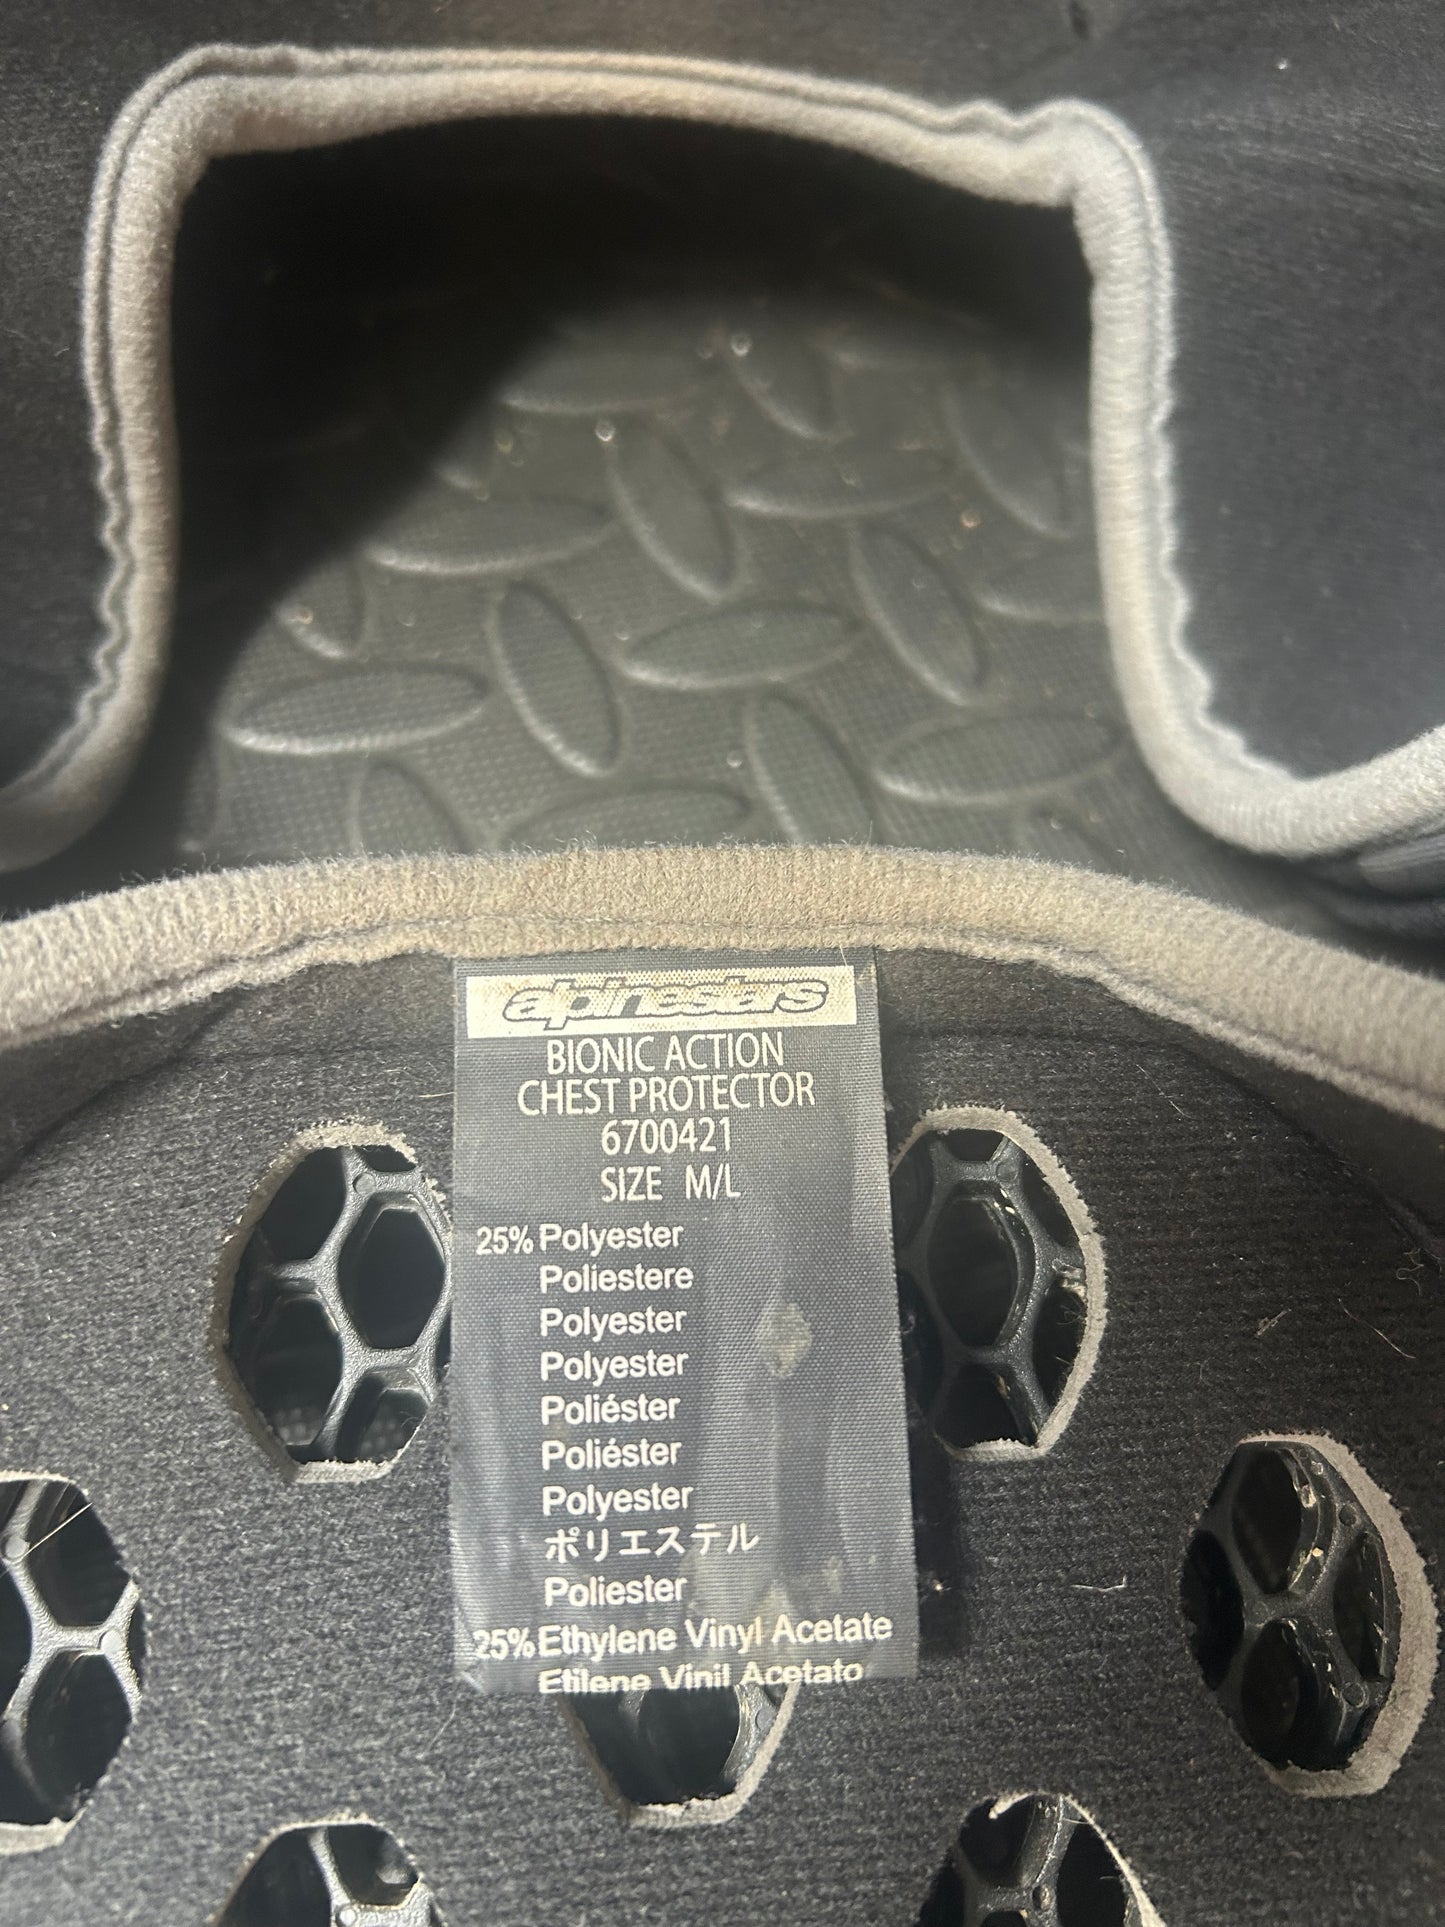 alpinestars
BIONIC ACTION
CHEST PROTECTOR
6700421
SIZE M/L
25% Polyester
Poliestere
Polyester
Polyester
Poliéster
Poliéster
Polyester
ポリエステル
Poliester
25% Ethylene Vinyl Acetate
Etilene Vinil Acetato